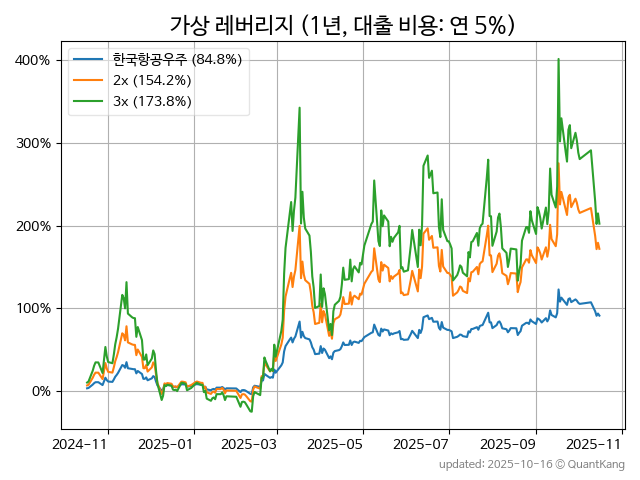 가상 레버리지 (1년, 대출 비용: 연 5%)
한국항공우주 (84.8%)
2x (154.2%)
3x (173.8%)
400%
300%
200%
100%
0%
2024-11 2025-01 2025-03 2025-05 2025-07 2025-09 2025-11
updated: 2025-10-16 © QuantKang